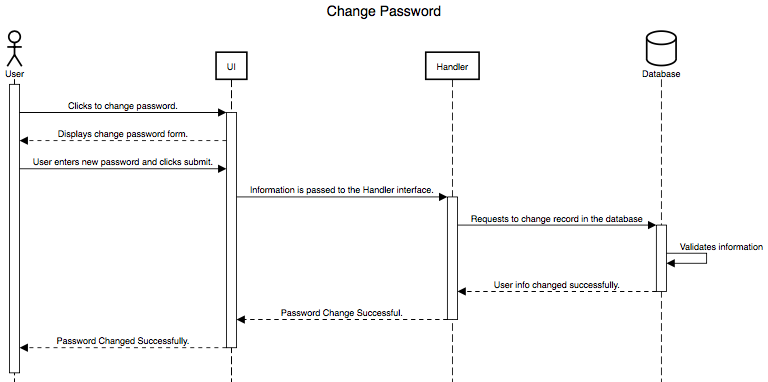 Change Password
User
UI
Handler
Database
Clicks to change password.
Displays change password form.
User enters new password and clicks submit.
Information is passed to the Handler interface.
Requests to change record in the database
Validates information
User info changed successfully.
Password Change Successful.
Password Changed Successfully.